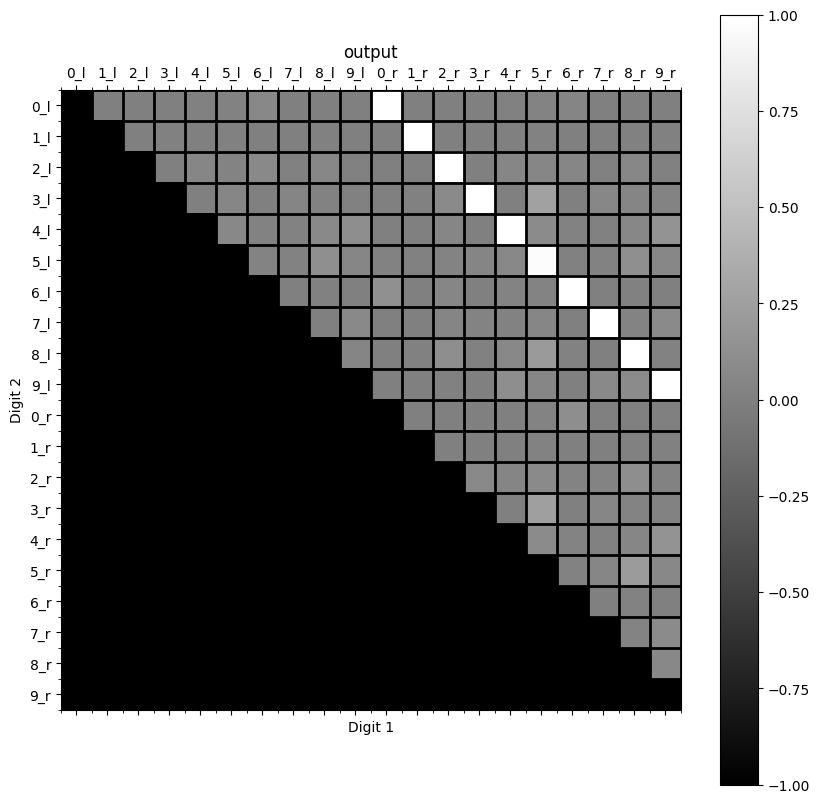 output
0_l 1_l 2_l 3_l 4_l 5_l 6_l 7_l 8_l 9_l 0_r 1_r 2_r 3_r 4_r 5_r 6_r 7_r 8_r 9_r
0_l
1_l
2_l
3_l
4_l
5_l
6_l
7_l
8_l
9_l
0_r
1_r
2_r
3_r
4_r
5_r
6_r
7_r
8_r
9_r
Digit 2
Digit 1
1.00
0.75
0.50
0.25
0.00
−0.25
−0.50
−0.75
−1.00